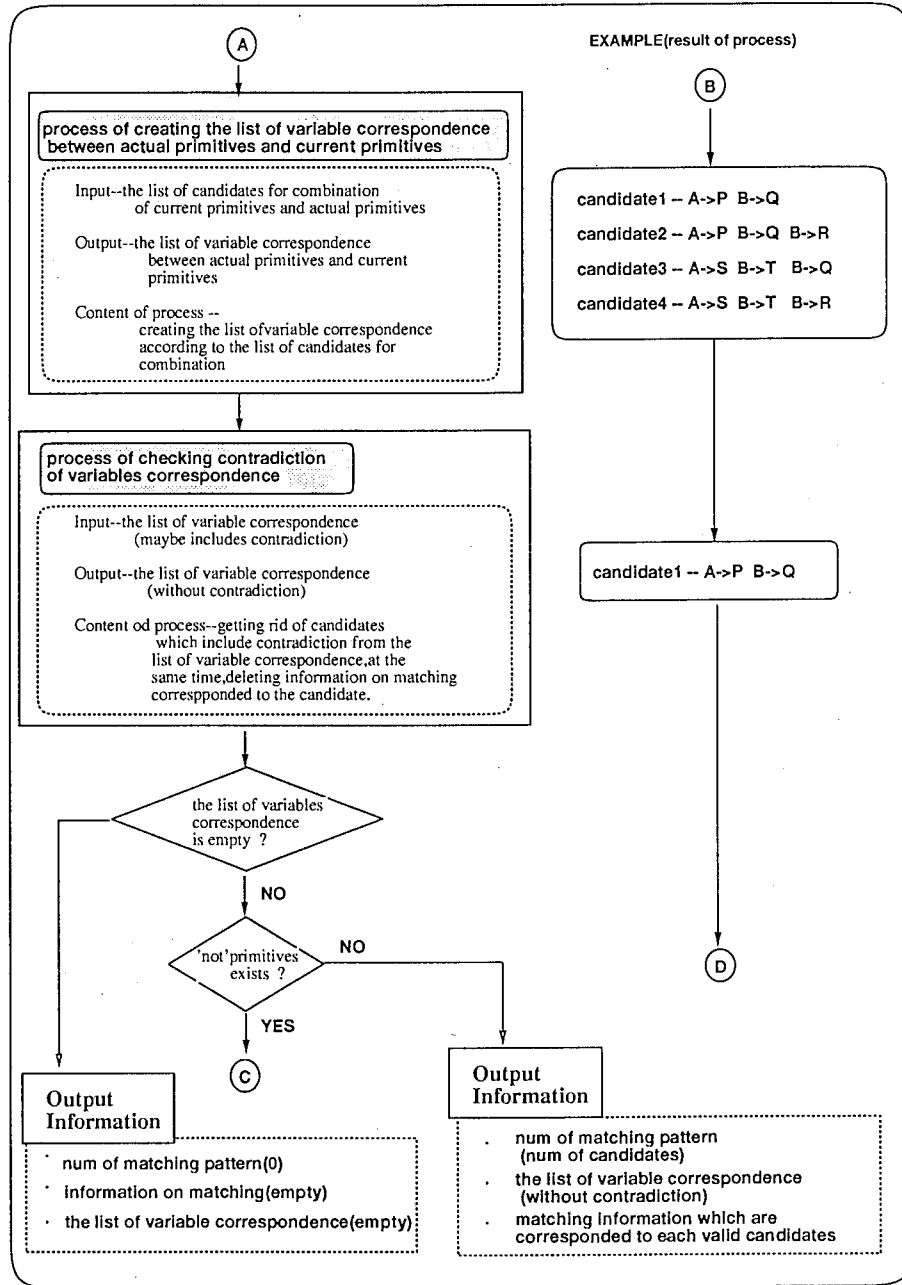 A
process of creating the list of variable correspondence
between actual primitives and current primitives
Input--the list of candidates for combination
of current primitives and actual primitives
Output--the list of variable correspondence
between actual primitives and current
primitives
Content of process --
creating the list ofvariable correspondence
according to the list of candidates for
combination
process of checking contradiction
of variables correspondence
Input--the list of variable correspondence
(maybe includes contradiction)
Output--the list of variable correspondence
(without contradiction)
Content od process--getting rid of candidates
which include contradiction from the
list of variable correspondence,at the
same time,deleting information on matching
correspponded to the candidate.
the list of variables
correspondence
is empty ?
NO
'not'primitives
exists ?
NO
YES
C
Output
Information
· num of matching pattern(0)
· information on matching(empty)
· the list of variable correspondence(empty)
Output
Information
. num of matching pattern
(num of candidates)
. the list of variable correspondence
(without contradiction)
. matching information which are
corresponded to each valid candidates
EXAMPLE(result of process)
B
candidate1 -- A->P B->Q
candidate2 -- A->P B->Q B->R
candidate3 -- A->S B->T B->Q
candidate4 -- A->S B->T B->R
candidate1 -- A->P B->Q
D